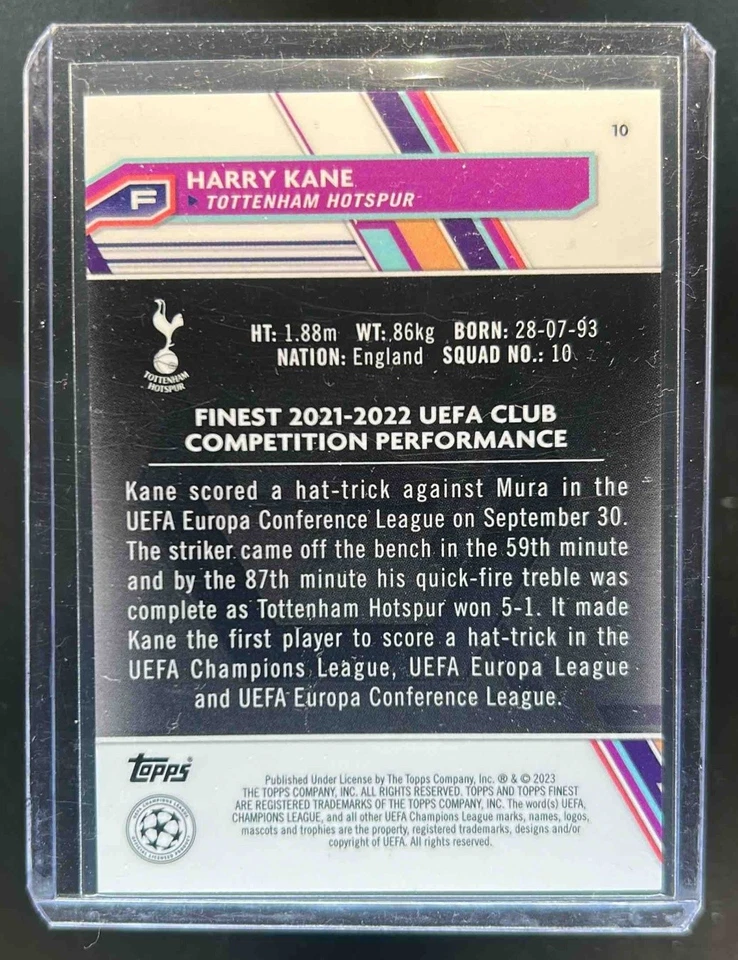 10
F
HARRY KANE
TOTTENHAM HOTSPUR
HT: 1.88m WT: 86kg BORN: 28-07-93
NATION: England SQUAD NO.: 10
TOTTENHAM
HOTSPUR
FINEST 2021-2022 UEFA CLUB
COMPETITION PERFORMANCE
Kane scored a hat-trick against Mura in the
UEFA Europa Conference League on September 30.
The striker came off the bench in the 59th minute
and by the 87th minute his quick-fire treble was
complete as Tottenham Hotspur won 5-1. It made
Kane the first player to score a hat-trick in the
UEFA Champions League, UEFA Europa League
and UEFA Europa Conference League.
Topps®
UEFA CHAMPIONS LEAGUE
OFFICIAL LICENSED PRODUCT
Published Under License by The Topps Company, Inc. ® & © 2023
THE TOPPS COMPANY, INC. ALL RIGHTS RESERVED. TOPPS AND TOPPS FINEST
ARE REGISTERED TRADEMARKS OF THE TOPPS COMPANY, INC. The word(s) UEFA,
CHAMPIONS LEAGUE, and all other UEFA Champions League marks, names, logos,
mascots and trophies are the property, registered trademarks, designs and/or
copyright of UEFA. All rights reserved.